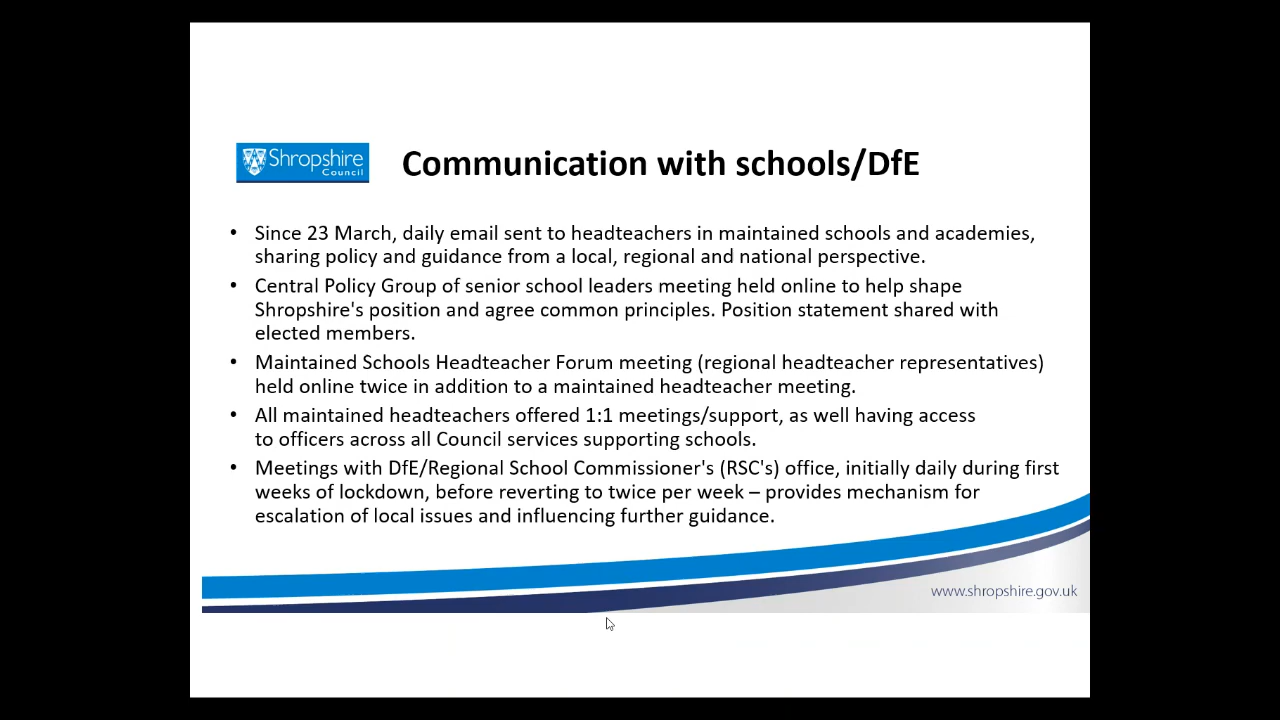 Shropshire
Council
Communication with schools/DfE
• Since 23 March, daily email sent to headteachers in maintained schools and academies,
sharing policy and guidance from a local, regional and national perspective.
• Central Policy Group of senior school leaders meeting held online to help shape
Shropshire's position and agree common principles. Position statement shared with
elected members.
• Maintained Schools Headteacher Forum meeting (regional headteacher representatives)
held online twice in addition to a maintained headteacher meeting.
• All maintained headteachers offered 1:1 meetings/support, as well having access
to officers across all Council services supporting schools.
• Meetings with DfE/Regional School Commissioner's (RSC's) office, initially daily during first
weeks of lockdown, before reverting to twice per week – provides mechanism for
escalation of local issues and influencing further guidance.
www.shropshire.gov.uk